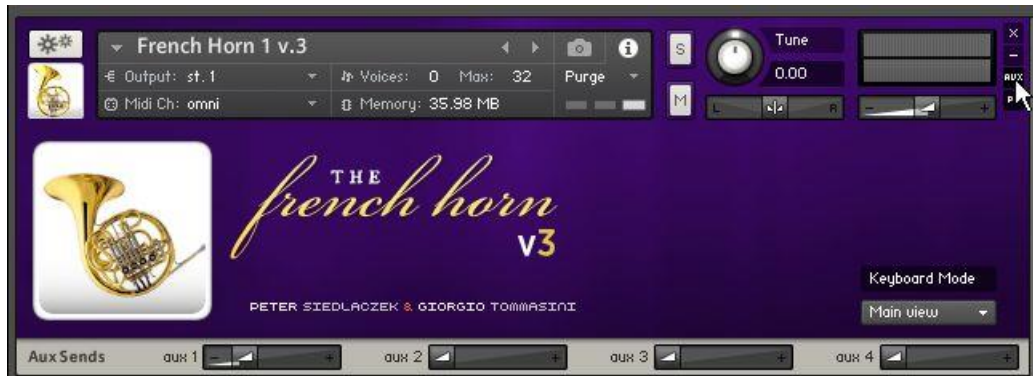 French Horn 1 v.3
S
Tune
×
-
Output: st. 1
Voices: 0 Max: 32
Purge
0.00
AUX
Midi Ch: omni
Memory: 35.98 MB
M
L
R
-
+
P
THE
french horn
v3
PETER SIEDLACZEK & GIORGIO TOMMASINI
Keyboard Mode
Main view
Aux Sends
aux 1
-
+
aux 2
+
aux 3
+
aux 4
+